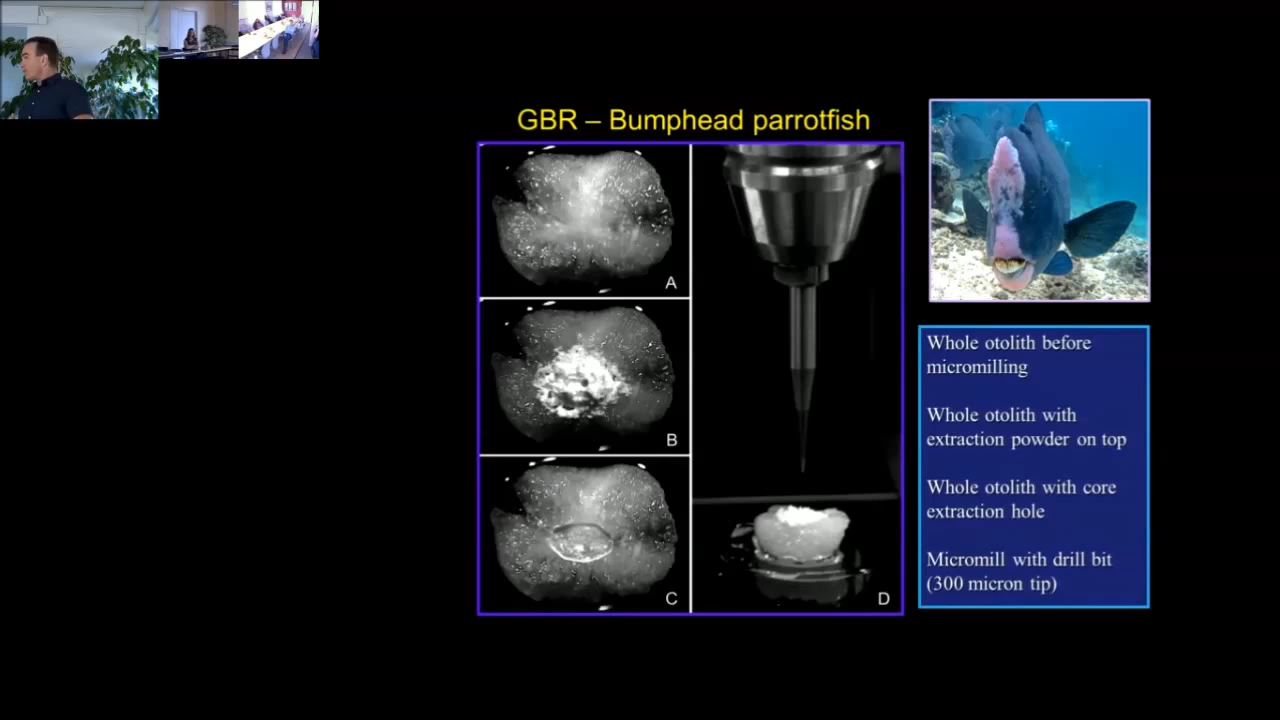 GBR – Bumphead parrotfish
A
B
C
D
Whole otolith before
micromilling
Whole otolith with
extraction powder on top
Whole otolith with core
extraction hole
Micromill with drill bit
(300 micron tip)